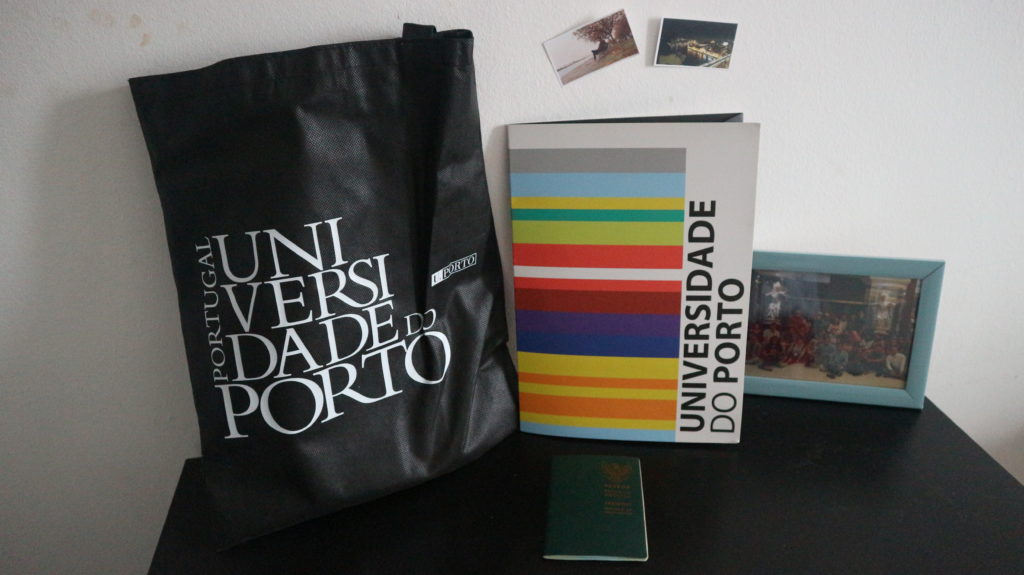 PORTUGAL
UNI
VERSI
DADE DO
PORTO
U. PORTO
UNIVERSIDADE
DO PORTO